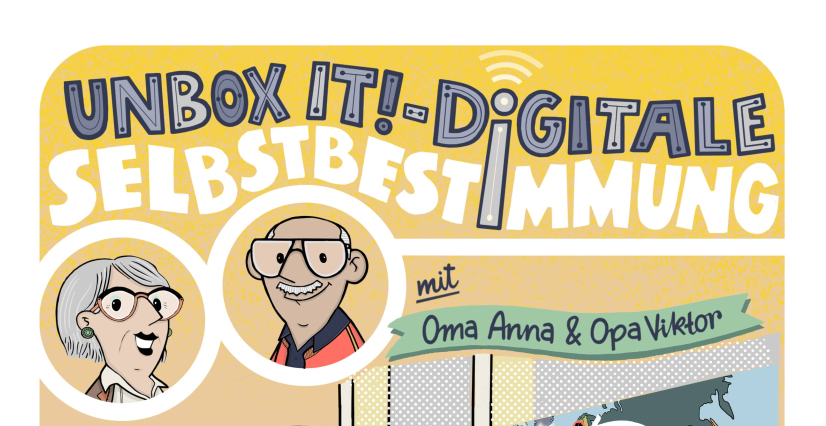 UNBOX IT!-DiGITALE
SELBSTBESTiMMUNG
mit
Oma Anna & Opa Viktor